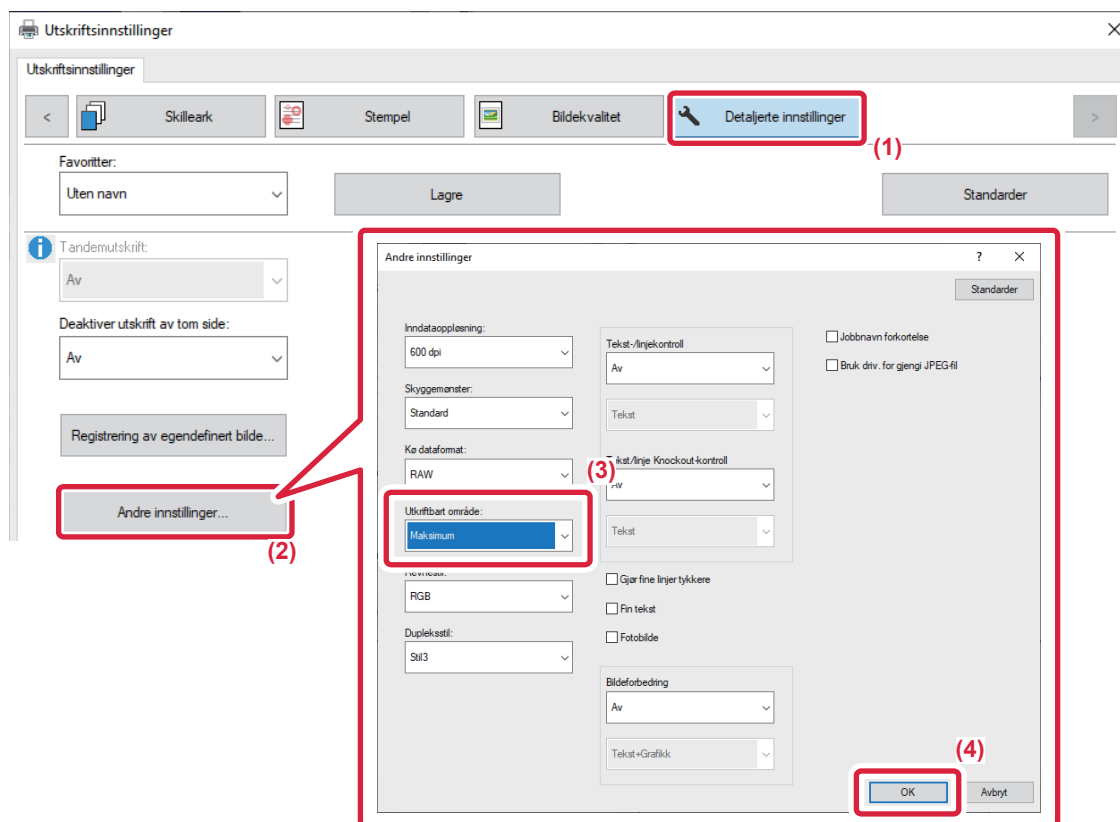 Utskriftsinnstillinger
Utskriftsinnstillinger
< Skilleark Stempel Bildekvalitet Detaljerte innstillinger >
(1)
Favoritter:
Uten navn Lagre Standarder
Tandemutskrift:
Av
Deaktiver utskrift av tom side:
Av
Registrering av egendefinert bilde...
Andre innstillinger...
(2)
Andre innstillinger ?
Standarder
Inndataoppløsning:
600 dpi
Skyggemønster:
Standard
Kø dataformat:
RAW
(3)
Utkriftbart område:
Maksimum
RGB
Dupleksstil:
Stil3
Tekst-/linjekontroll
Av
Tekst
Tekst/linje Knockout-kontroll
Av
Tekst
Gjør fine linjer tykkere
Fin tekst
Fotobilde
Bildeforbedring
Av
Tekst+Grafikk
Jobbnavn forkortelse
Bruk driv. for gjengi JPEG-fil
(4)
OK Avbryt